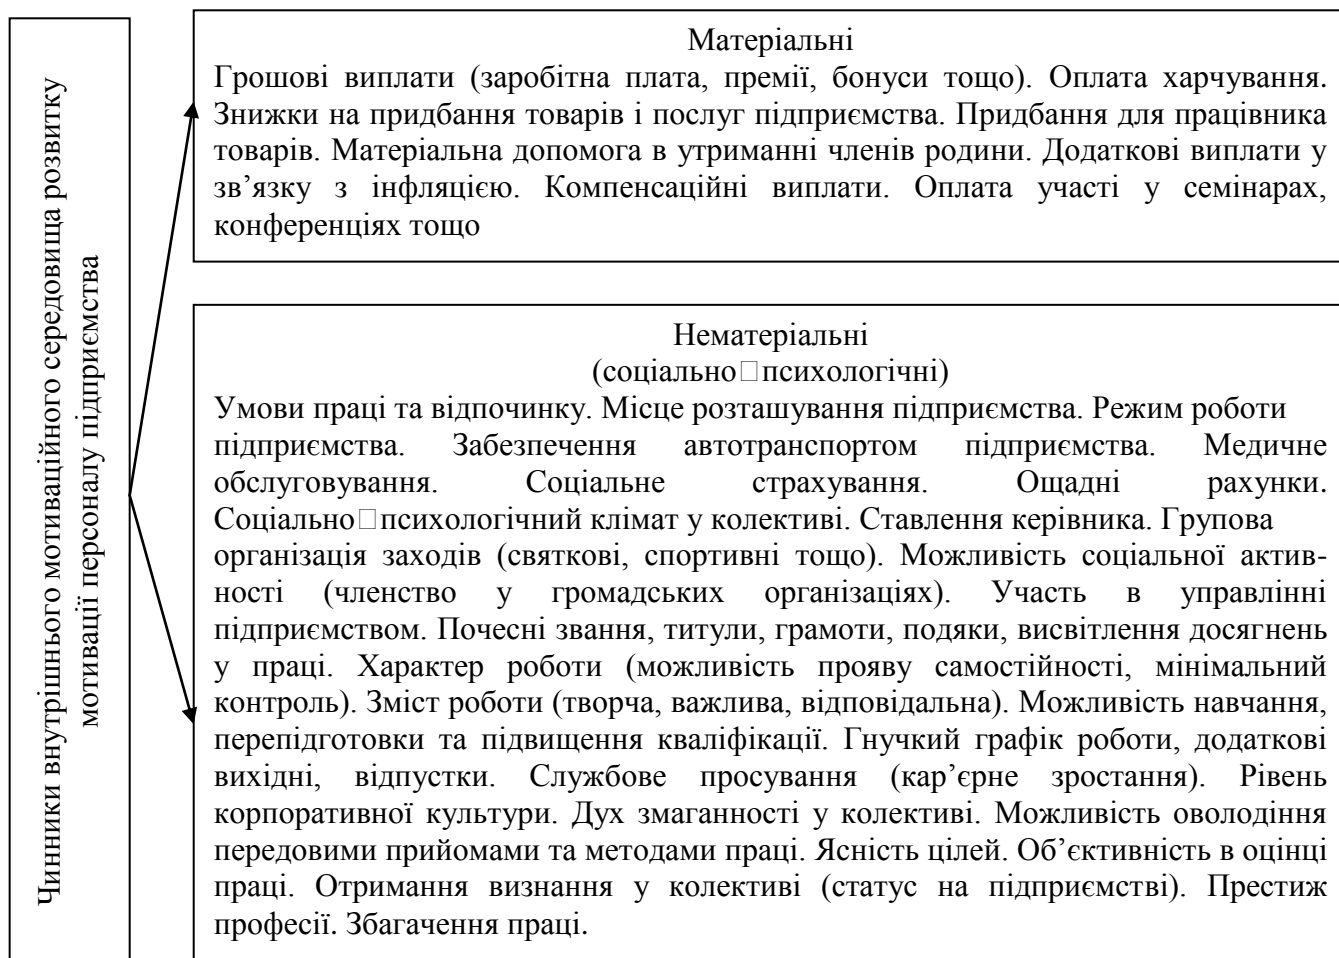 Чинники внутрішнього мотиваційного середовища розвитку
мотивації персоналу підприємства
Матеріальні
Грошові виплати (заробітна плата, премії, бонуси тощо). Оплата харчування.
Знижки на придбання товарів і послуг підприємства. Придбання для працівника
товарів. Матеріальна допомога в утриманні членів родини. Додаткові виплати у
зв’язку з інфляцією. Компенсаційні виплати. Оплата участі у семінарах,
конференціях тощо
Нематеріальні
(соціально□психологічні)
Умови праці та відпочинку. Місце розташування підприємства. Режим роботи
підприємства. Забезпечення автотранспортом підприємства. Медичне
обслуговування. Соціальне страхування. Ощадні рахунки.
Соціально□психологічний клімат у колективі. Ставлення керівника. Групова
організація заходів (святкові, спортивні тощо). Можливість соціальної актив-
ності (членство у громадських організаціях). Участь в управлінні
підприємством. Почесні звання, титули, грамоти, подяки, висвітлення досягнень
у праці. Характер роботи (можливість прояву самостійності, мінімальний
контроль). Зміст роботи (творча, важлива, відповідальна). Можливість навчання,
перепідготовки та підвищення кваліфікації. Гнучкий графік роботи, додаткові
вихідні, відпустки. Службове просування (кар’єрне зростання). Рівень
корпоративної культури. Дух змаганності у колективі. Можливість оволодіння
передовими прийомами та методами праці. Ясність цілей. Об’єктивність в оцінці
праці. Отримання визнання у колективі (статус на підприємстві). Престиж
професії. Збагачення праці.